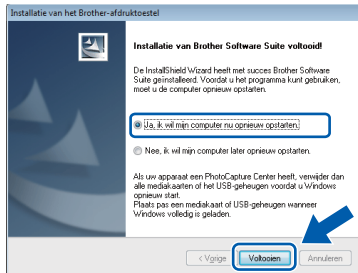 Installatie van het Brother-afdruktoestel
Installatie van Brother Software Suite voltooid!
De InstallShield Wizard heeft met succes Brother Software
Suite geïnstalleerd. Voordat u het programma kunt gebruiken,
moet u de computer opnieuw opstarten.
Ja, ik wil mijn computer nu opnieuw opstarten.
Nee, ik wil mijn computer later opnieuw opstarten.
Als uw apparaat een PhotoCapture Center heeft, verwijder dan
alle mediakaarten of het USB-geheugen voordat u Windows
opnieuw start.
Plaats pas een mediakaart of USB-geheugen wanneer
Windows volledig is geladen.
< Vorige
Voltooien
Annuleren